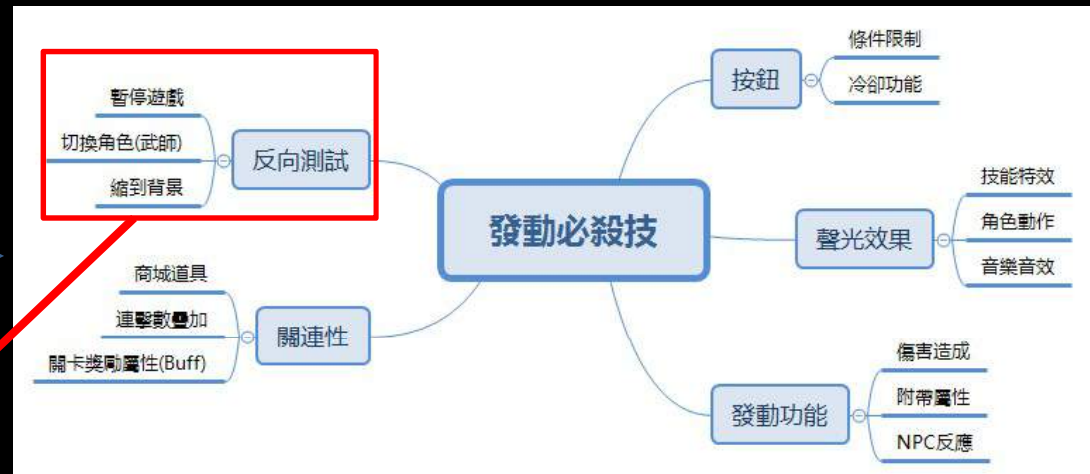 發動必殺技
按鈕
條件限制
冷卻功能
聲光效果
技能特效
角色動作
音樂音效
發動功能
傷害造成
附帶屬性
NPC反應
反向測試
暫停遊戲
切換角色(武師)
縮到背景
關連性
商城道具
連擊數疊加
關卡獎勵屬性(Buff)